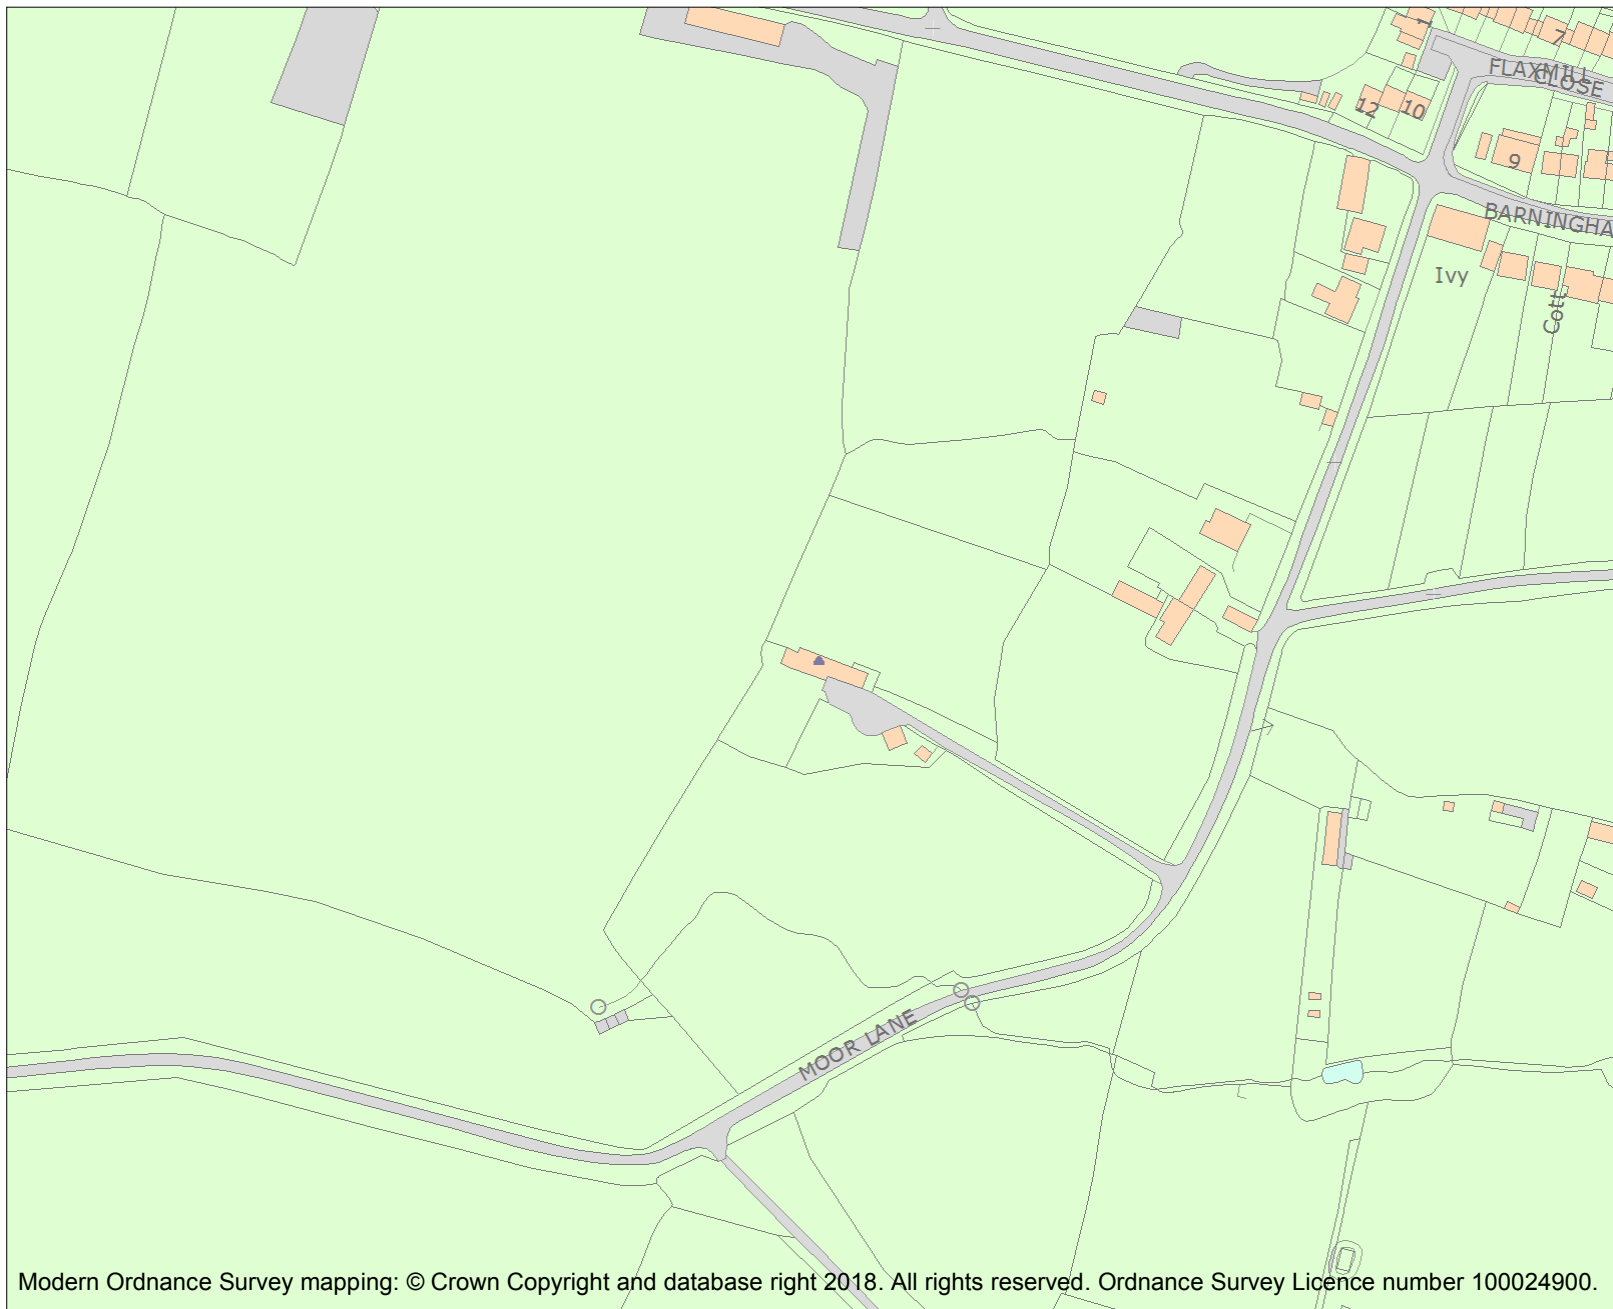 1
7
FLAXMILL
CLOSE
12
10
9
BARNINGHA
Ivy
Cott
MOOR LANE
Modern Ordnance Survey mapping: © Crown Copyright and database right 2018. All rights reserved. Ordnance Survey Licence number 100024900.